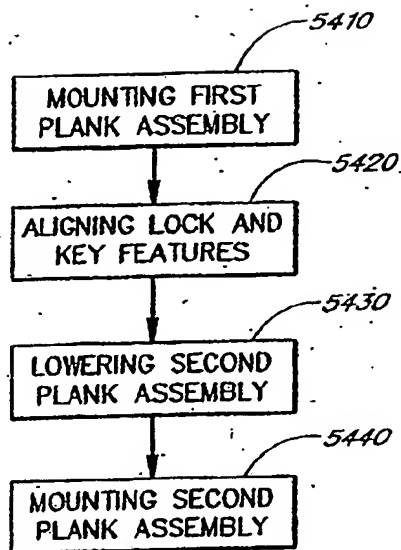 5410
MOUNTING FIRST
PLANK ASSEMBLY
5420
ALIGNING LOCK AND
KEY FEATURES
5430
LOWERING SECOND
PLANK ASSEMBLY
5440
MOUNTING SECOND
PLANK ASSEMBLY